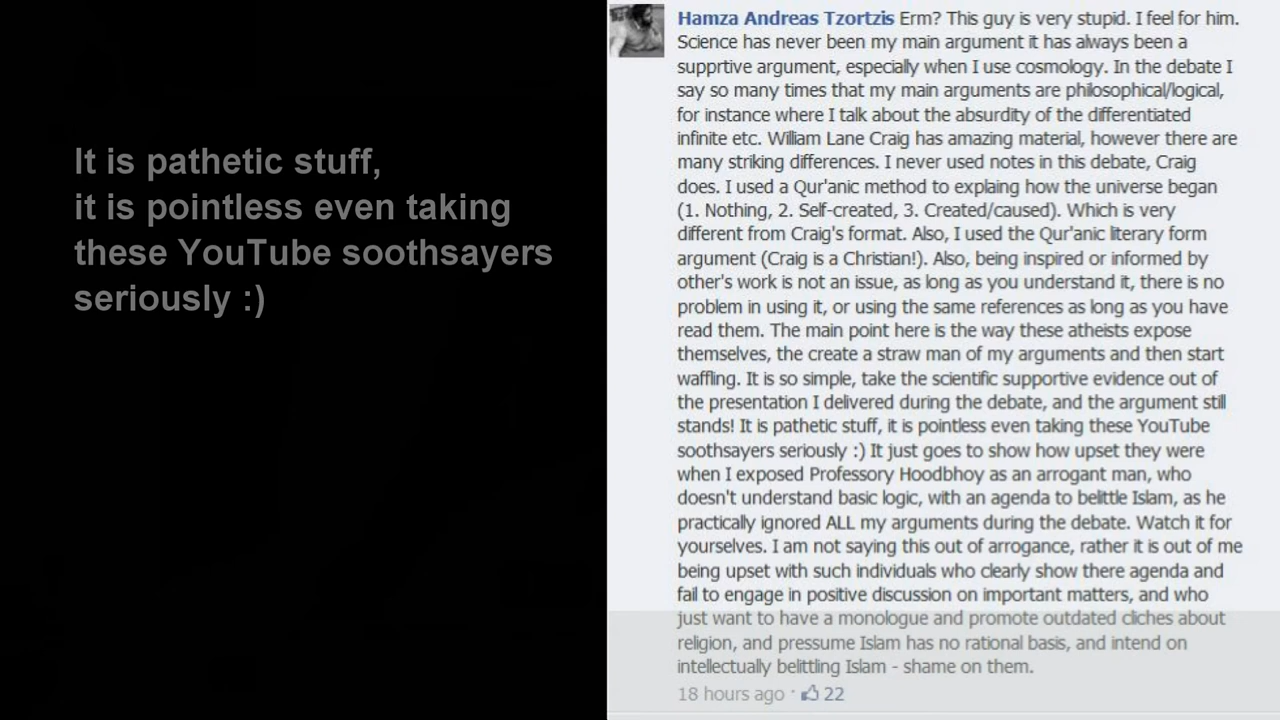 It is pathetic stuff,
it is pointless even taking
these YouTube soothsayers
seriously :)
Hamza Andreas Tzortzis Erm? This guy is very stupid. I feel for him.
Science has never been my main argument it has always been a
supprtive argument, especially when I use cosmology. In the debate I
say so many times that my main arguments are philosophical/logical,
for instance where I talk about the absurdity of the differentiated
infinite etc. William Lane Craig has amazing material, however there are
many striking differences. I never used notes in this debate, Craig
does. I used a Qur'anic method to explaing how the universe began
(1. Nothing, 2. Self-created, 3. Created/caused). Which is very
different from Craig's format. Also, I used the Qur'anic literary form
argument (Craig is a Christian!). Also, being inspired or informed by
other's work is not an issue, as long as you understand it, there is no
problem in using it, or using the same references as long as you have
read them. The main point here is the way these atheists expose
themselves, the create a straw man of my arguments and then start
waffling. It is so simple, take the scientific supportive evidence out of
the presentation I delivered during the debate, and the argument still
stands! It is pathetic stuff, it is pointless even taking these YouTube
soothsayers seriously :) It just goes to show how upset they were
when I exposed Professory Hoodbhoy as an arrogant man, who
doesn't understand basic logic, with an agenda to belittle Islam, as he
practically ignored ALL my arguments during the debate. Watch it for
yourselves. I am not saying this out of arrogance, rather it is out of me
being upset with such individuals who clearly show there agenda and
fail to engage in positive discussion on important matters, and who
just want to have a monologue and promote outdated cliches about
religion, and pressume Islam has no rational basis, and intend on
intellectually belittling Islam - shame on them.
18 hours ago · 22